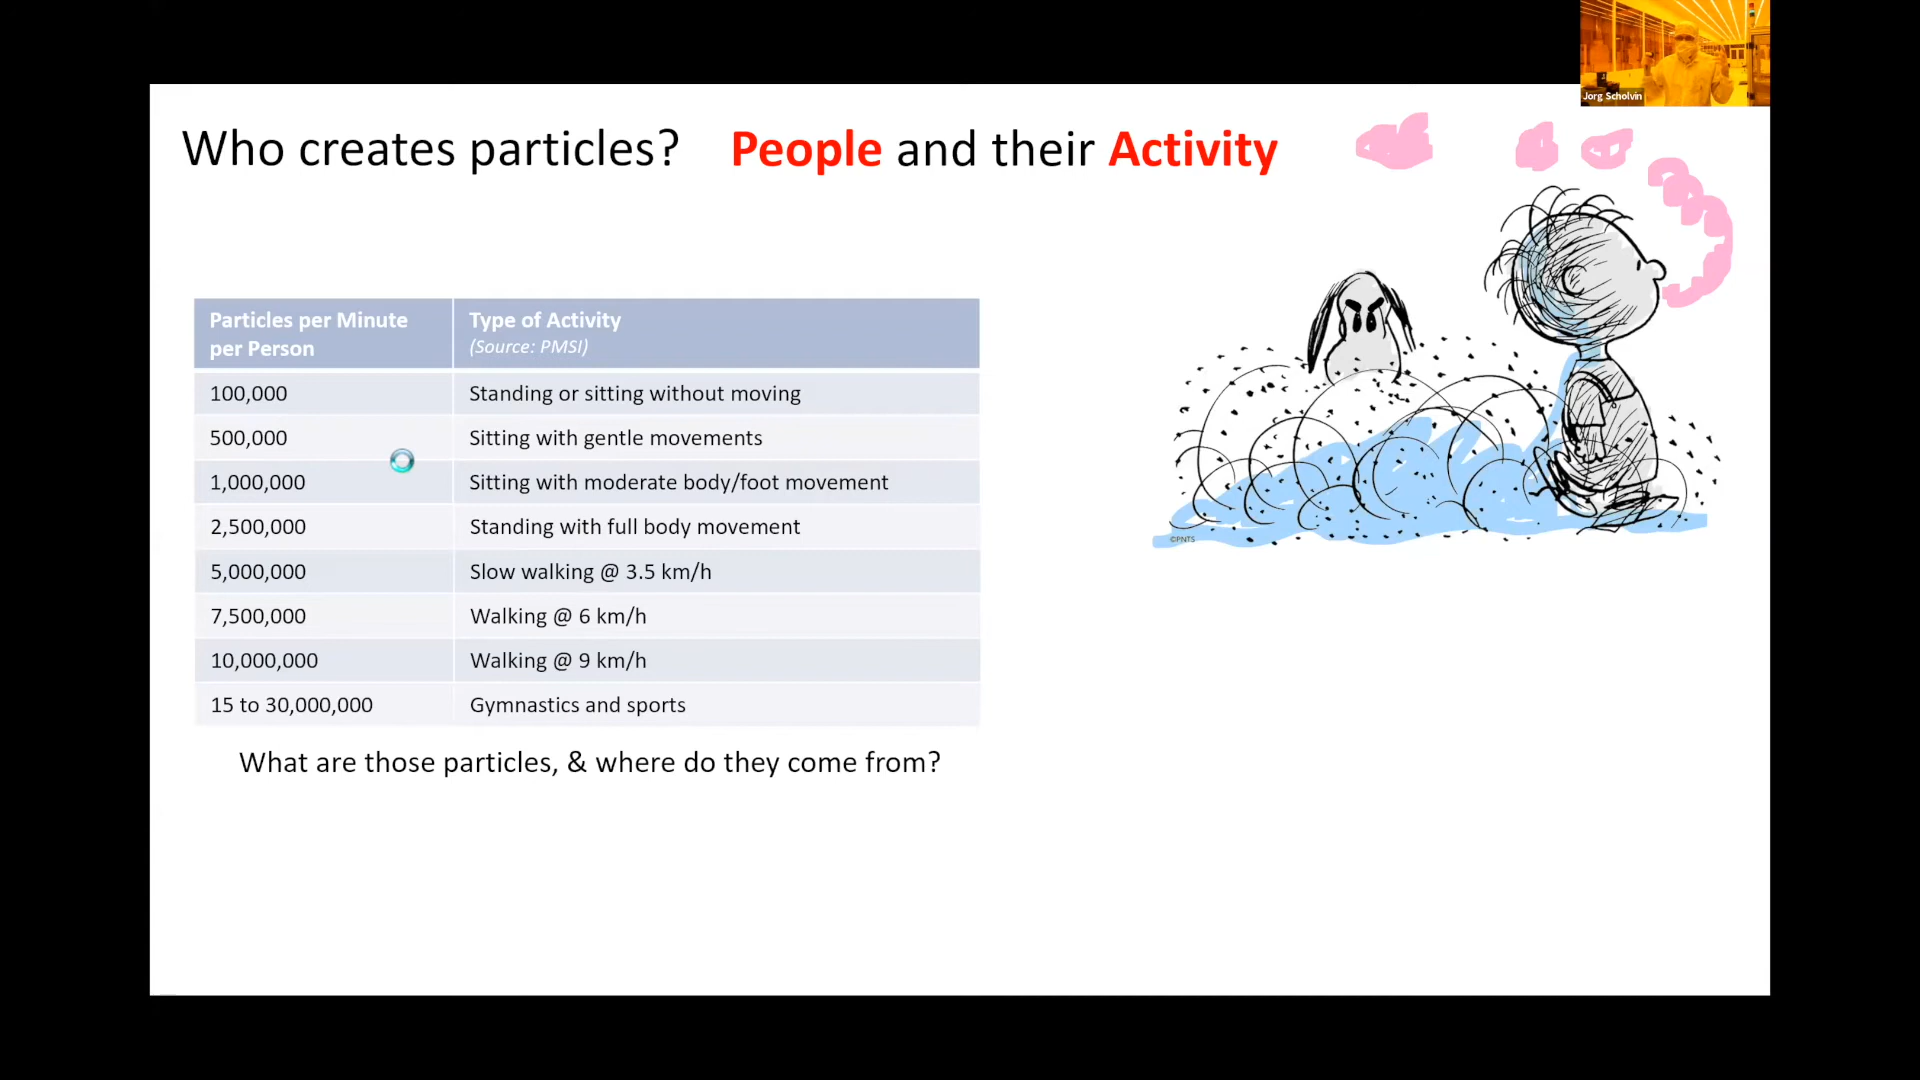 Jorg Scholvin
Who creates particles? People and their Activity
Particles per Minute
per Person
Type of Activity
(Source: PMSI)
100,000 Standing or sitting without moving
500,000 Sitting with gentle movements
1,000,000 Sitting with moderate body/foot movement
2,500,000 Standing with full body movement
5,000,000 Slow walking @ 3.5 km/h
7,500,000 Walking @ 6 km/h
10,000,000 Walking @ 9 km/h
15 to 30,000,000 Gymnastics and sports
©PNTS
What are those particles, & where do they come from?